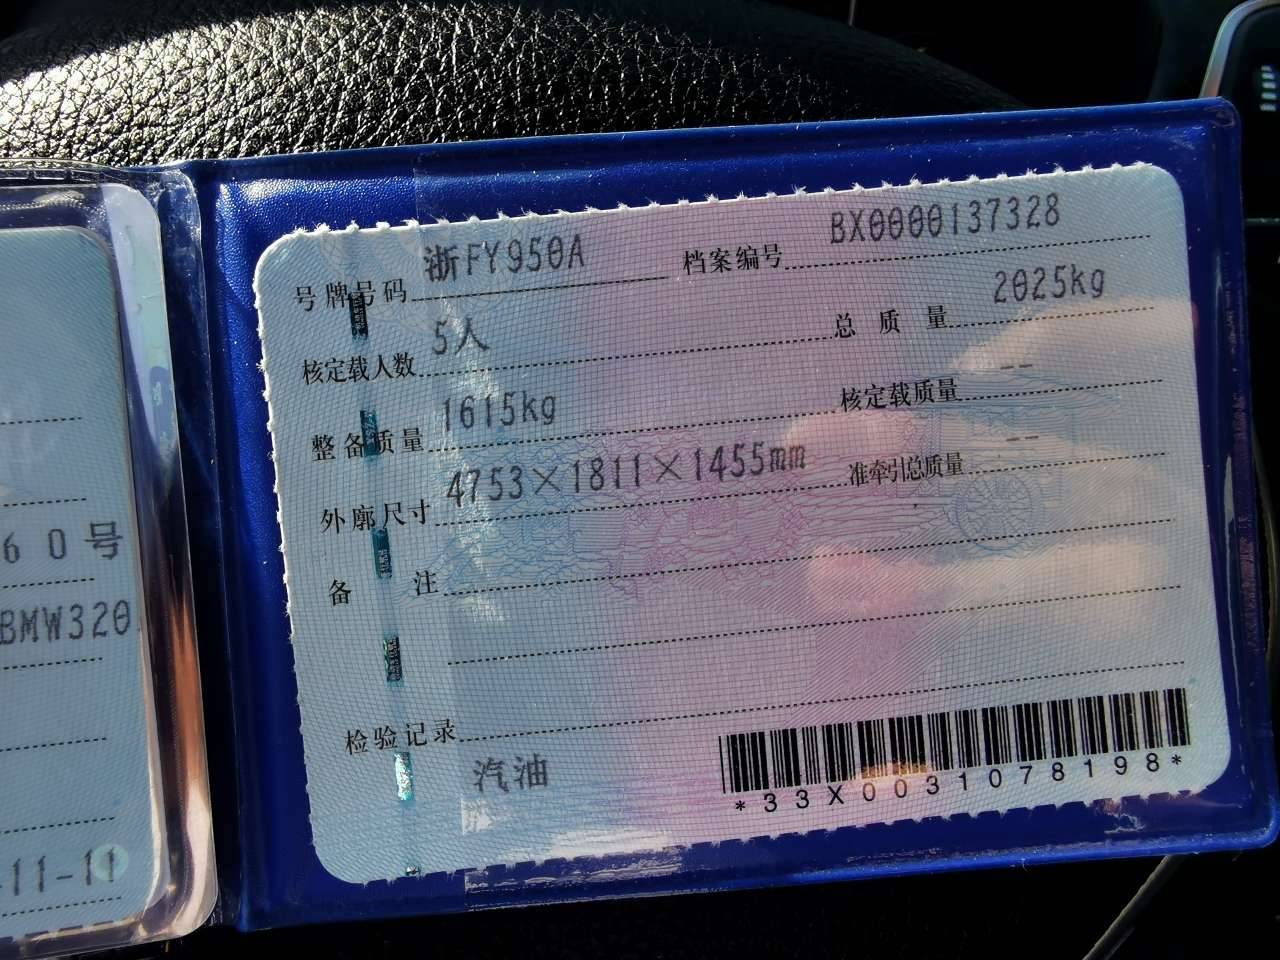 60号
BMW320
-11-11
号牌号码 浙FY950A 档案编号 BX0000137328
核定载人数 5人 总质量 2025kg
整备质量 1615kg 核定载质量 --
外廓尺寸 4753×1811×1455mm 准牵引总质量 --
备注
检验记录
汽油
*33X0031078198*